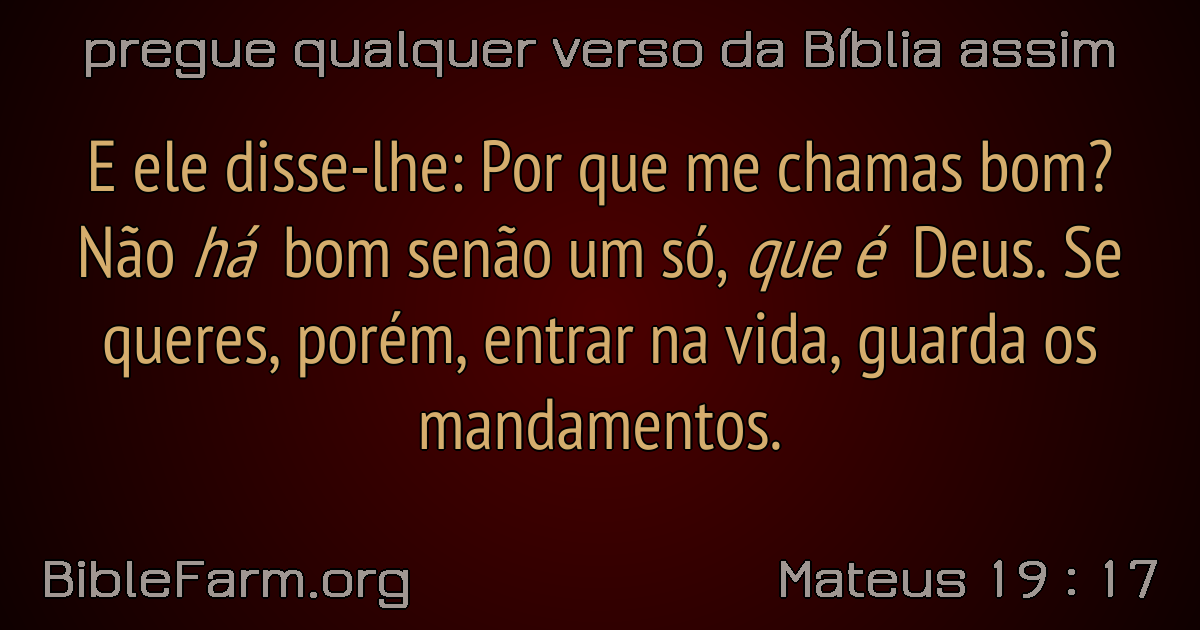 pregue qualquer verso da Bíblia assim
E ele disse-lhe: Por que me chamas bom?
Não há bom senão um só, que é Deus. Se
queres, porém, entrar na vida, guarda os
mandamentos.
BibleFarm.org
Mateus 19 : 17